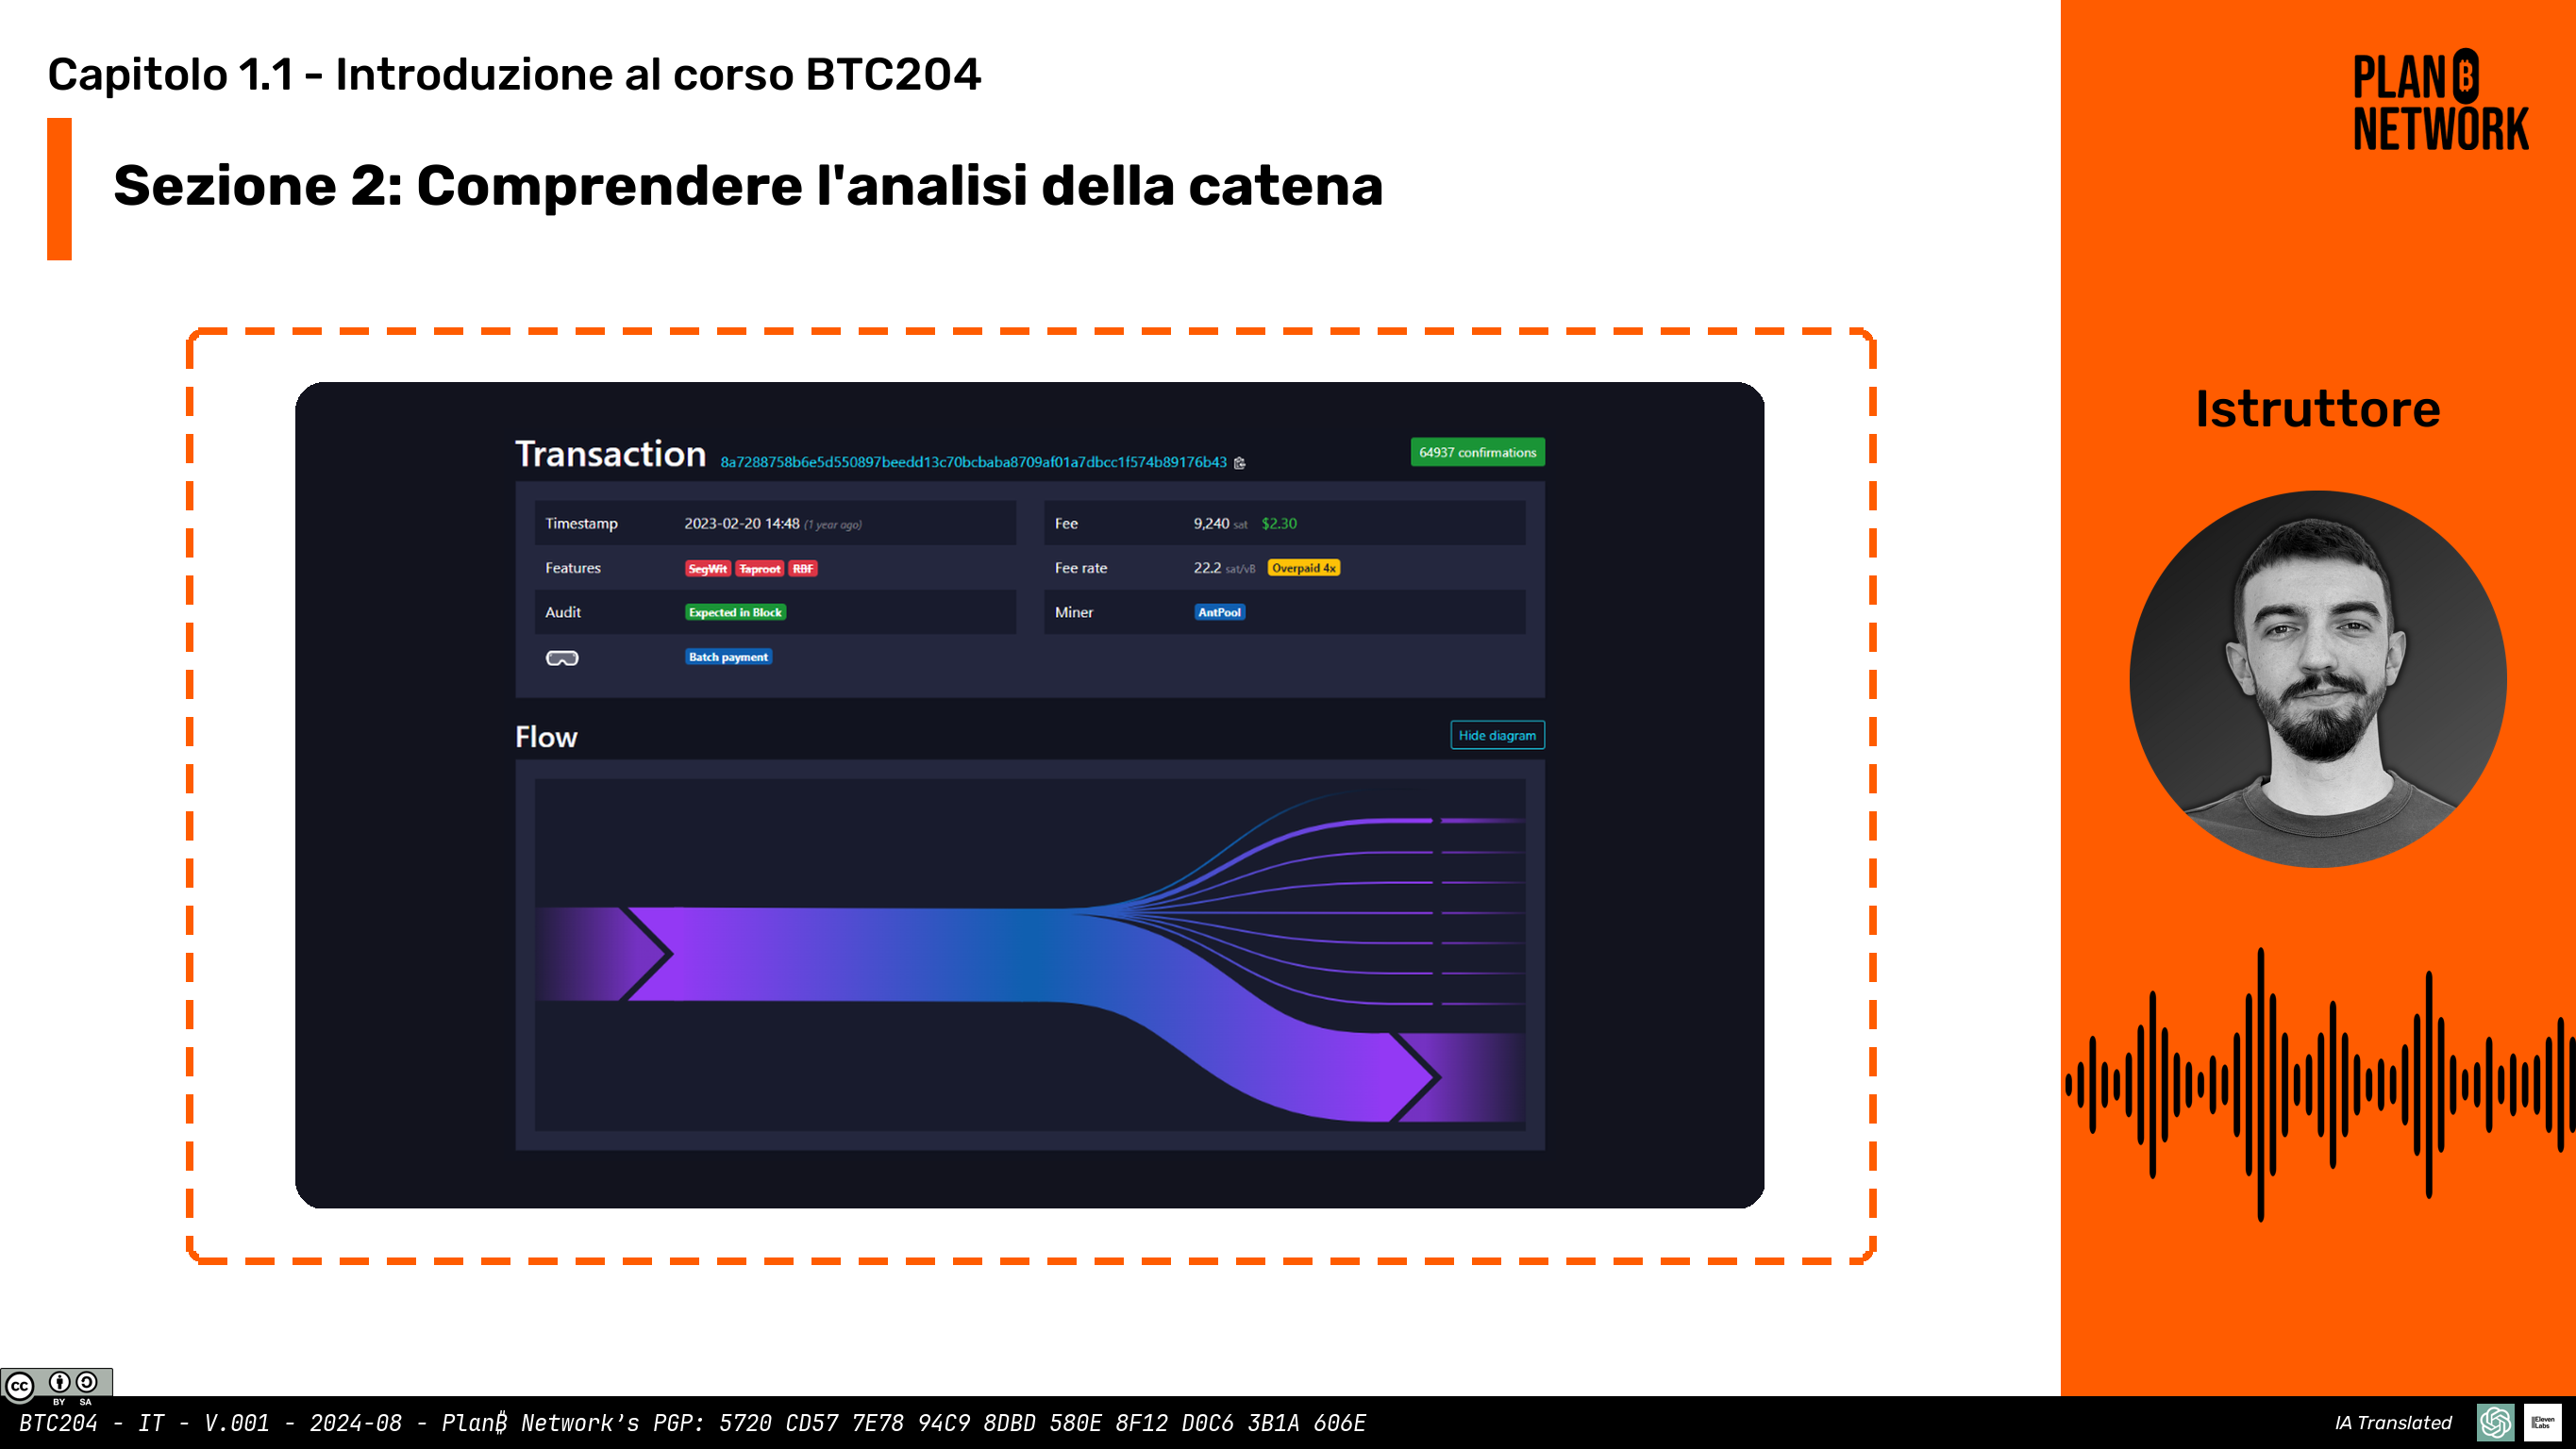 Capitolo 1.1 - Introduzione al corso BTC204
PLAN ₿
NETWORK
Sezione 2: Comprendere l'analisi della catena
Istruttore
Transaction 8a7288758b6e5d550897beedd13c70bcbaba8709af01a7dbcc1f574b89176b43 64937 confirmations
Timestamp 2023-02-20 14:48 (1 year ago) Fee 9,240 sat $2.30
Features SegWit Taproot RBF Fee rate 22.2 sat/vB Overpaid 4x
Audit Expected in Block Miner AntPool
Batch payment
Flow Hide diagram
CC BY SA
BTC204 - IT - V.001 - 2024-08 - Plan₿ Network's PGP: 5720 CD57 7E78 94C9 8DBD 580E 8F12 D0C6 3B1A 606E
IA Translated
ElevenLabs